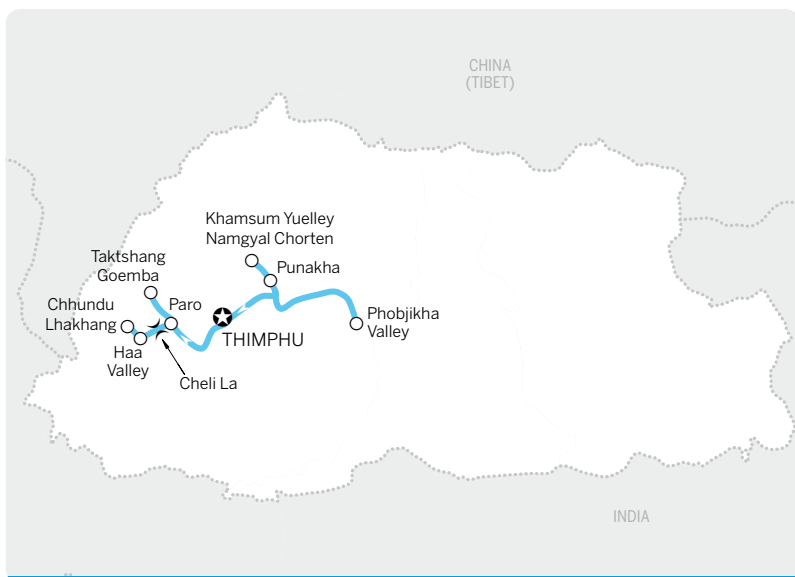 CHINA
(TIBET)
Khamsum Yuelley
Namgyal Chorten
Taktshang
Goemba
Punakha
Chhundu
Lhakhang
Paro
Phobjikha
Valley
THIMPHU
Haa
Valley
Cheli La
INDIA